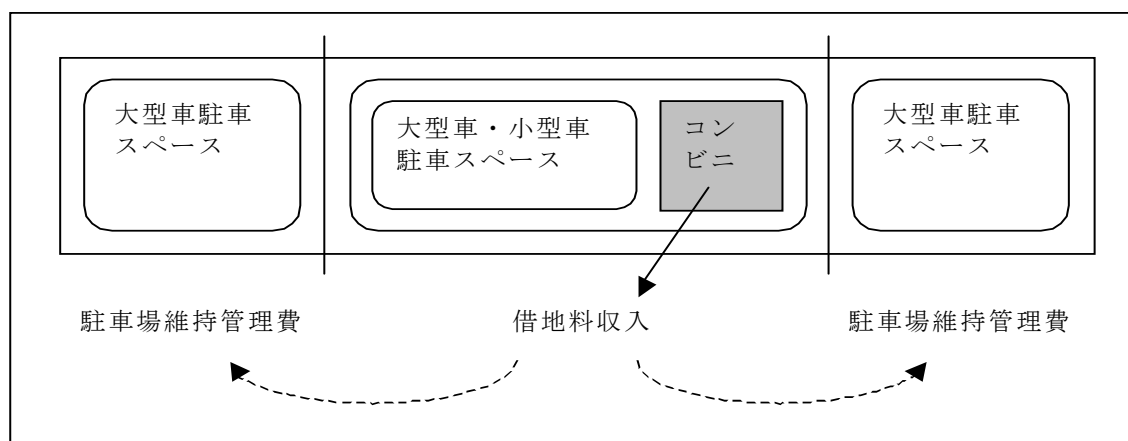 大型車駐車
スペース
大型車・小型車
駐車スペース
コン
ビニ
大型車駐車
スペース
駐車場維持管理費
借地料収入
駐車場維持管理費